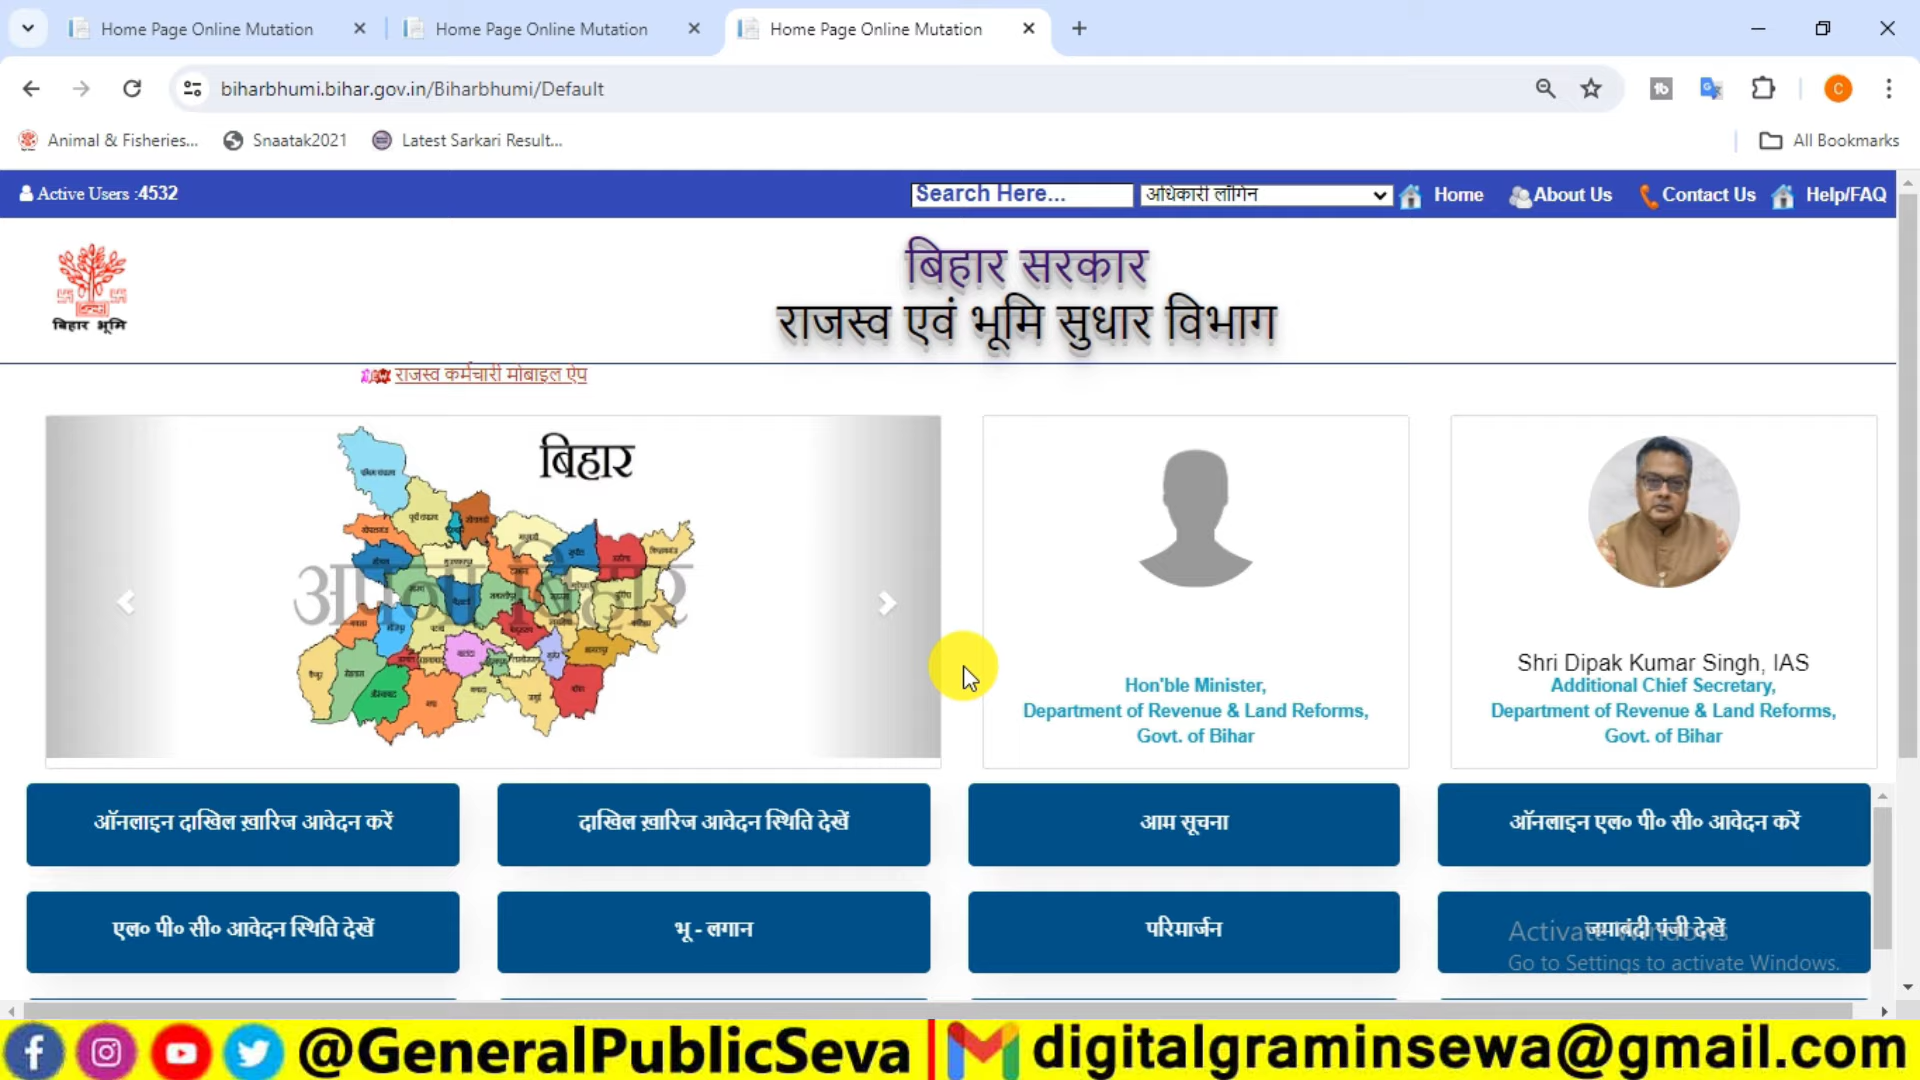 Home Page Online Mutation
Home Page Online Mutation
Home Page Online Mutation
biharbhumi.bihar.gov.in/Biharbhumi/Default
C
Animal & Fisheries...
Snaatak2021
Latest Sarkari Result...
All Bookmarks
Active Users :4532
Search Here...
अधिकारी लॉगिन
Home
About Us
Contact Us
Help/FAQ
बिहार भूमि
बिहार सरकार
राजस्व एवं भूमि सुधार विभाग
राजस्व कर्मचारी मोबाइल ऐप
बिहार
अपना बिहार
Hon'ble Minister,
Department of Revenue & Land Reforms,
Govt. of Bihar
Shri Dipak Kumar Singh, IAS
Additional Chief Secretary,
Department of Revenue & Land Reforms,
Govt. of Bihar
ऑनलाइन दाखिल ख़ारिज आवेदन करें
दाखिल ख़ारिज आवेदन स्थिति देखें
आम सूचना
ऑनलाइन एल० पी० सी० आवेदन करें
एल० पी० सी० आवेदन स्थिति देखें
भू - लगान
परिमार्जन
जमाबंदी पंजी देखें
Activate Windows
Go to Settings to activate Windows.
@GeneralPublicSeva
digitalgraminsewa@gmail.com